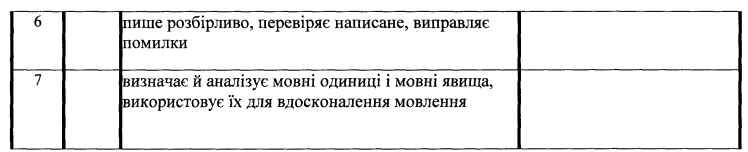 6 пише розбірливо, перевіряє написане, виправляє
помилки
7 визначає й аналізує мовні одиниці і мовні явища,
використовує їх для вдосконалення мовлення